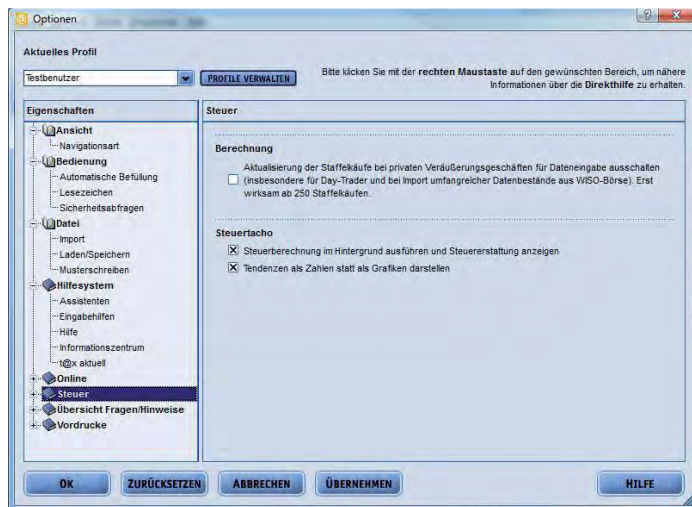 Optionen
Aktuelles Profil
Testbenutzer
PROFILE VERWALTEN
Bitte klicken Sie mit der rechten Maustaste auf den gewünschten Bereich, um nähere
Informationen über die Direkthilfe zu erhalten.
Eigenschaften
Ansicht
Navigationsart
Bedienung
Automatische Befüllung
Lesezeichen
Sicherheitsabfragen
Datei
Import
Laden/Speichern
Musterschreiben
Hilfesystem
Assistenten
Eingabehilfen
Hilfe
Informationszentrum
t@x aktuell
Online
Steuer
Übersicht Fragen/Hinweise
Vordrucke
Steuer
Berechnung
Aktualisierung der Staffelkäufe bei privaten Veräußerungsgeschäften für Dateneingabe ausschalten
(insbesondere für Day-Trader und bei Import umfangreicher Datenbestände aus WISO-Börse). Erst
wirksam ab 250 Staffelkäufen.
Steuertacho
Steuerberechnung im Hintergrund ausführen und Steuererstattung anzeigen
Tendenzen als Zahlen statt als Grafiken darstellen
OK
ZURÜCKSETZEN
ABBRECHEN
ÜBERNEHMEN
HILFE